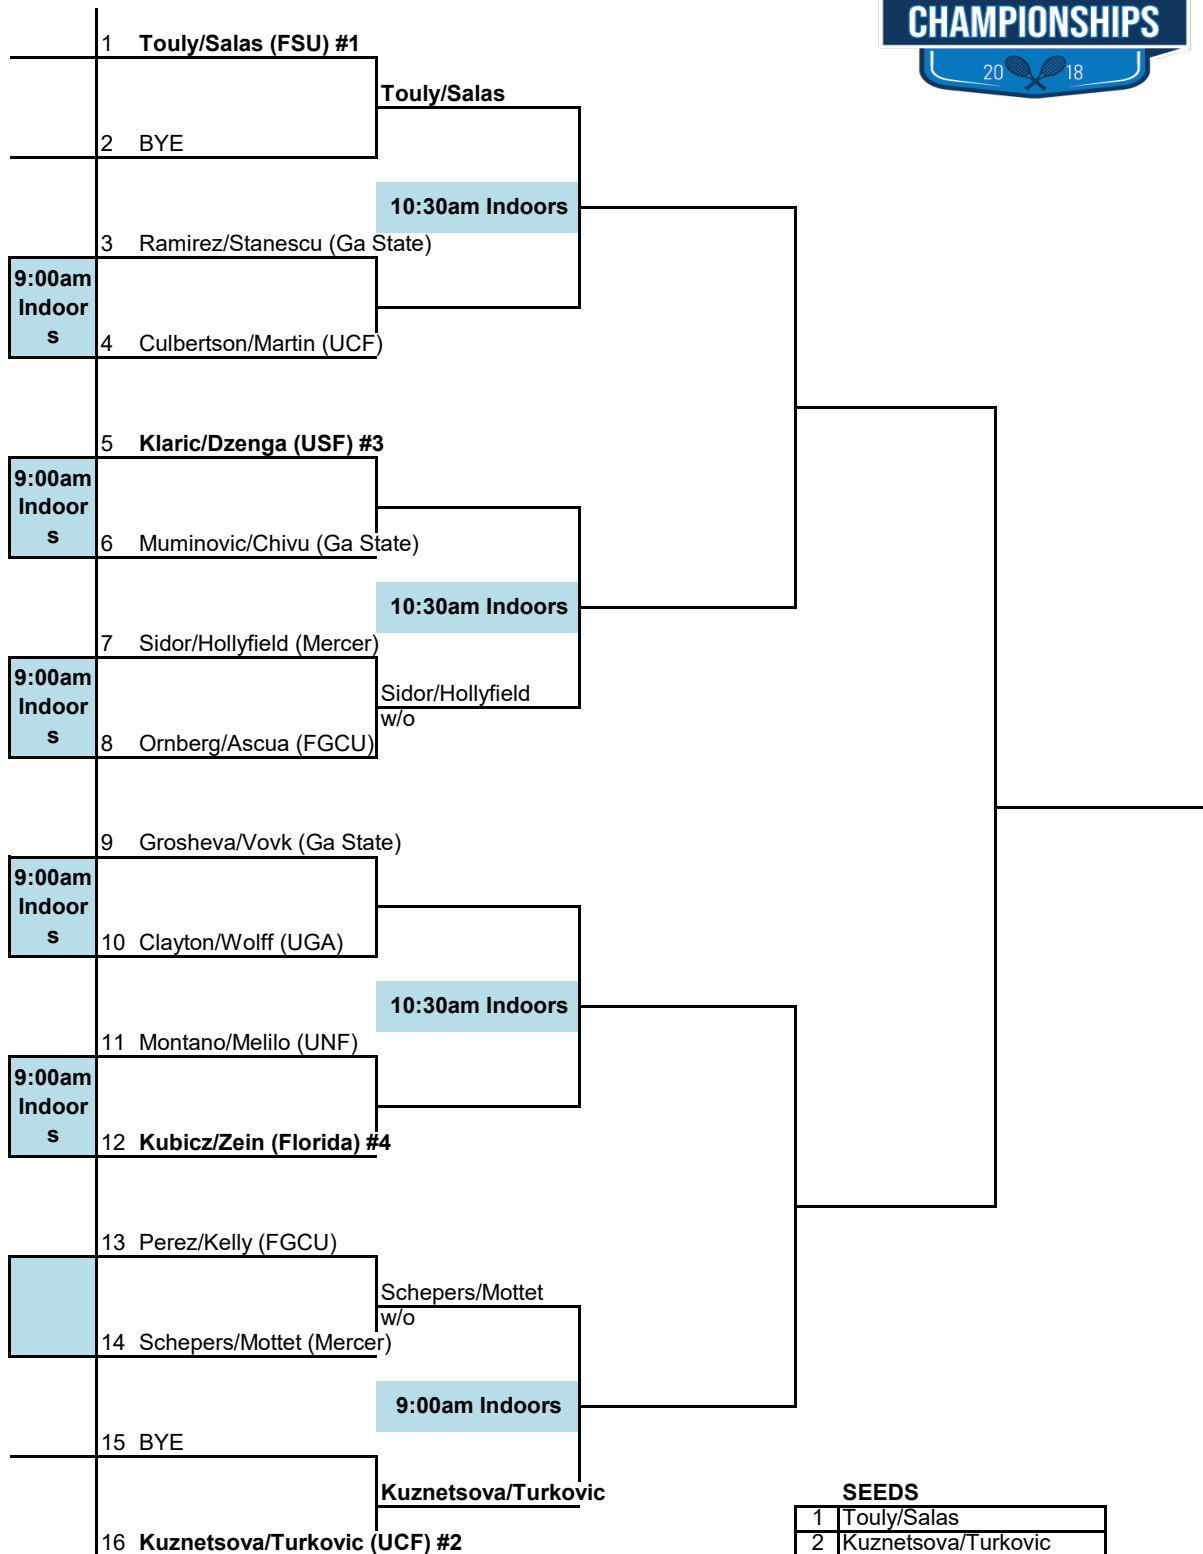 CHAMPIONSHIPS
20 18
1 Touly/Salas (FSU) #1
Touly/Salas
2 BYE
10:30am Indoors
3 Ramirez/Stanescu (Ga State)
9:00am
Indoor
s
4 Culbertson/Martin (UCF)
5 Klaric/Dzenga (USF) #3
9:00am
Indoor
s
6 Muminovic/Chivu (Ga State)
10:30am Indoors
7 Sidor/Hollyfield (Mercer)
9:00am
Indoor
s
Sidor/Hollyfield
w/o
8 Ornberg/Ascua (FGCU)
9 Grosheva/Vovk (Ga State)
9:00am
Indoor
s
10 Clayton/Wolff (UGA)
10:30am Indoors
11 Montano/Melilo (UNF)
9:00am
Indoor
s
12 Kubicz/Zein (Florida) #4
13 Perez/Kelly (FGCU)
Schepers/Mottet
w/o
14 Schepers/Mottet (Mercer)
9:00am Indoors
15 BYE
Kuznetsova/Turkovic
16 Kuznetsova/Turkovic (UCF) #2
SEEDS
1 Touly/Salas
2 Kuznetsova/Turkovic